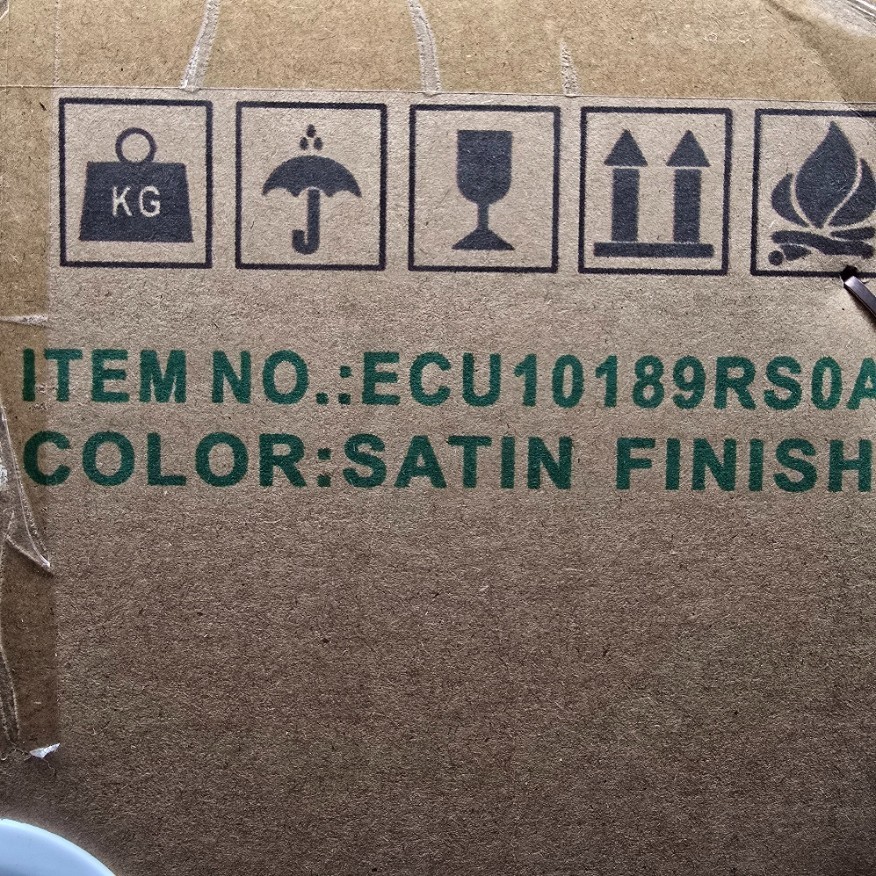 KG
ITEM NO.:ECU10189RS0A
COLOR:SATIN FINISH